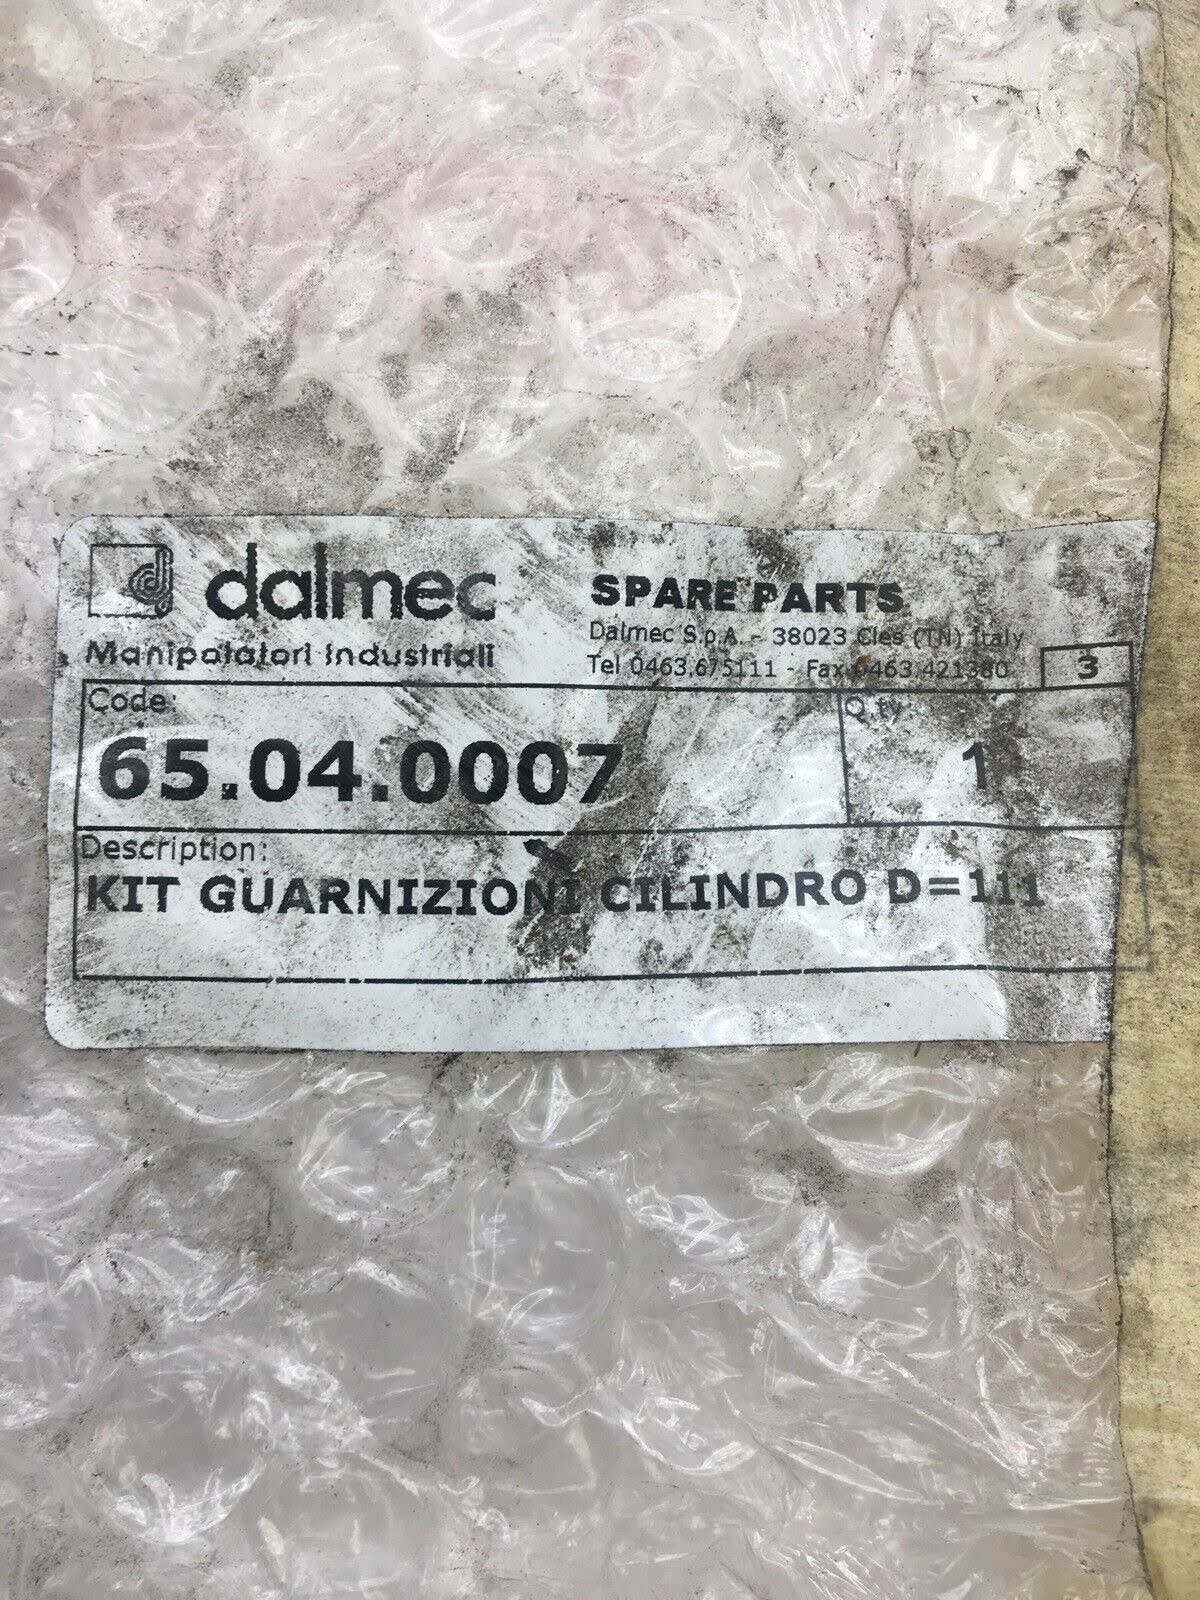 dalmec
Manipolatori Industriali
SPARE PARTS
Dalmec S.p.A. - 38023 Cles (TN) Italy
Tel 0463.675111 - Fax 0463.421380
3
Code:
65.04.0007
Q.ty:
1
Description:
KIT GUARNIZIONI CILINDRO D=111